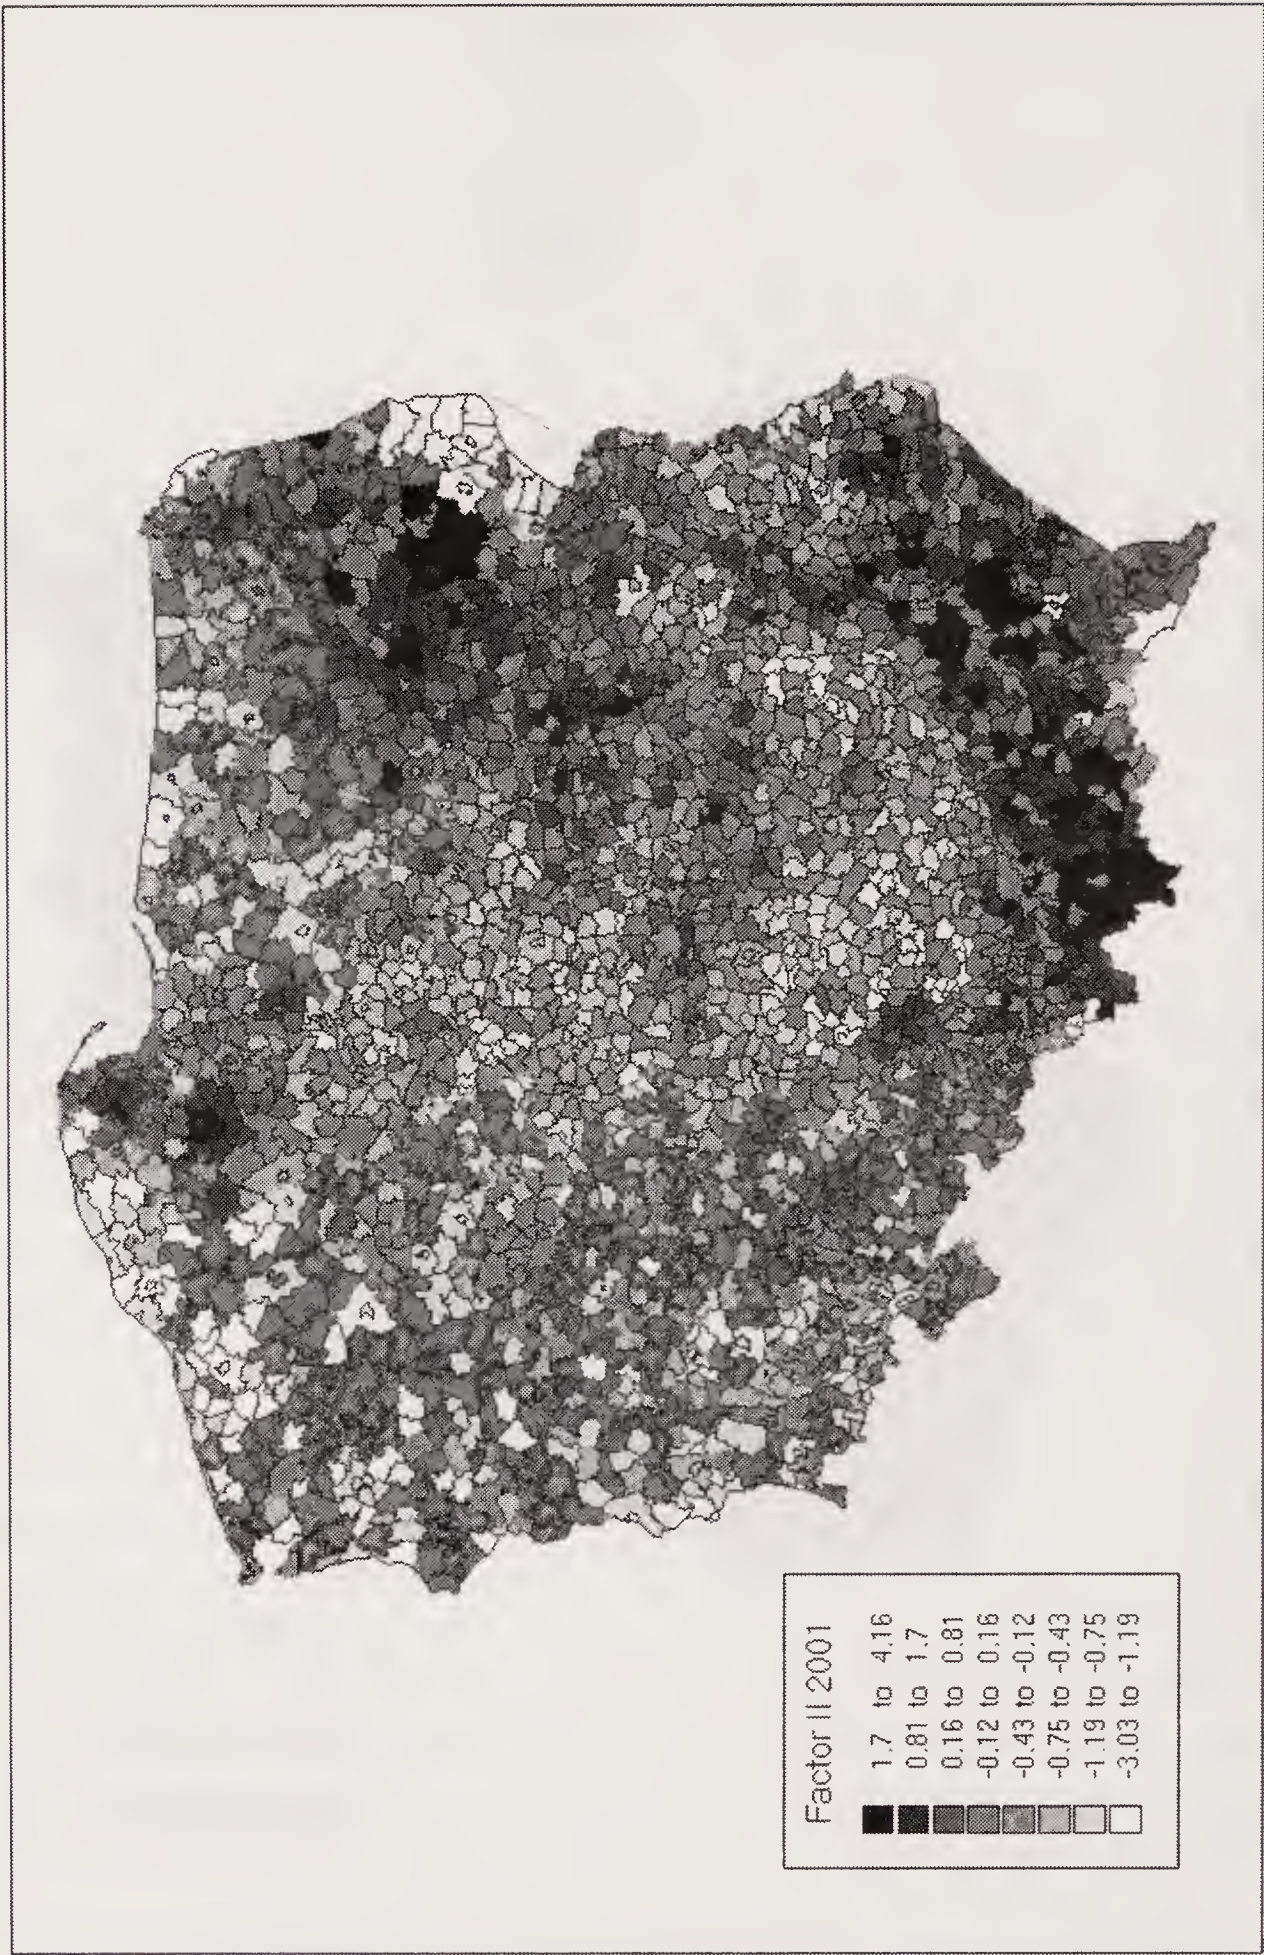 Factor II 2001
1.7 to 4.16
0.81 to 1.7
0.16 to 0.81
-0.12 to 0.16
-0.43 to -0.12
-0.75 to -0.43
-1.19 to -0.75
-3.03 to -1.19